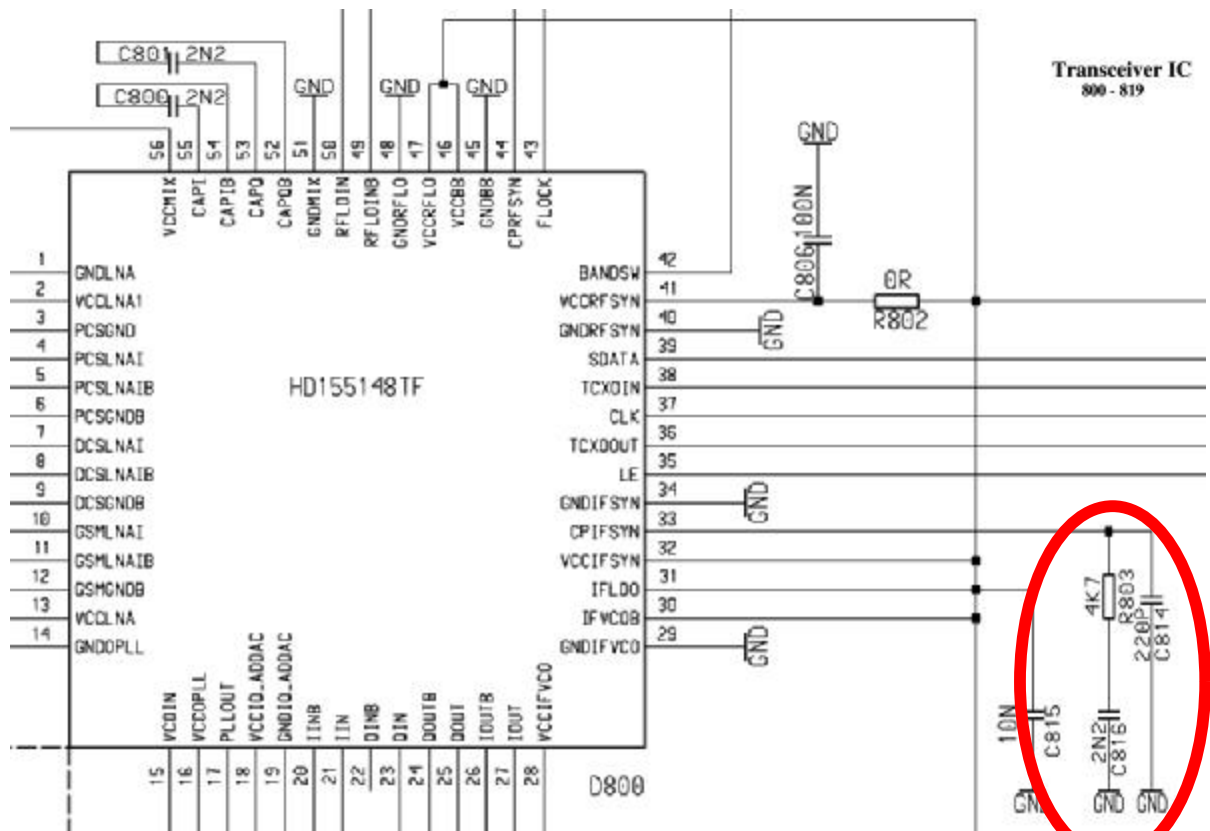 C801 2N2
C800 2N2
GND
GND
GND
Transceiver IC
800 - 819
GND
56
55
54
53
52
51
50
49
48
47
46
45
44
43
VCCMIX
CAPI
CAPIB
CAPQ
CAPQB
GNDMIX
RFLOIN
RFLOINB
GNDRFLO
VCCRFLO
VCCBB
GNDBB
CPRFSYN
FLOCK
C806 100N
0R
R802
1 GNDLNA
2 VCCLNA1
3 PCSGND
4 PCSLNAI
5 PCSLNAIB
6 PCSGNDB
7 DCSLNAI
8 DCSLNAIB
9 DCSGNDB
10 GSMLNAI
11 GSMLNAIB
12 GSMGNDB
13 VCCLNA
14 GNDOPLL
HD155148TF
BANDSW 42
VCCRFSYN 41
GNDRFSYN 40
GND
SDATA 39
TCXOIN 38
CLK 37
TCXOOUT 36
LE 35
GNDIFSYN 34
GND
CPIFSYN 33
VCCIFSYN 32
IFLOO 31
IFVCOB 30
GNDIFVCO 29
GND
4K7
R803
220P
C814
10N
C815
2N2
C816
GND
GND
GND
VCOIN
VCCOPLL
PLLOUT
VCCIQ_ADDAC
GNDIQ_ADDAC
IINB
IIN
QINB
QIN
QOUTB
QOUT
IOUTB
IOUT
VCCIFVCO
15
16
17
18
19
20
21
22
23
24
25
26
27
28
D800